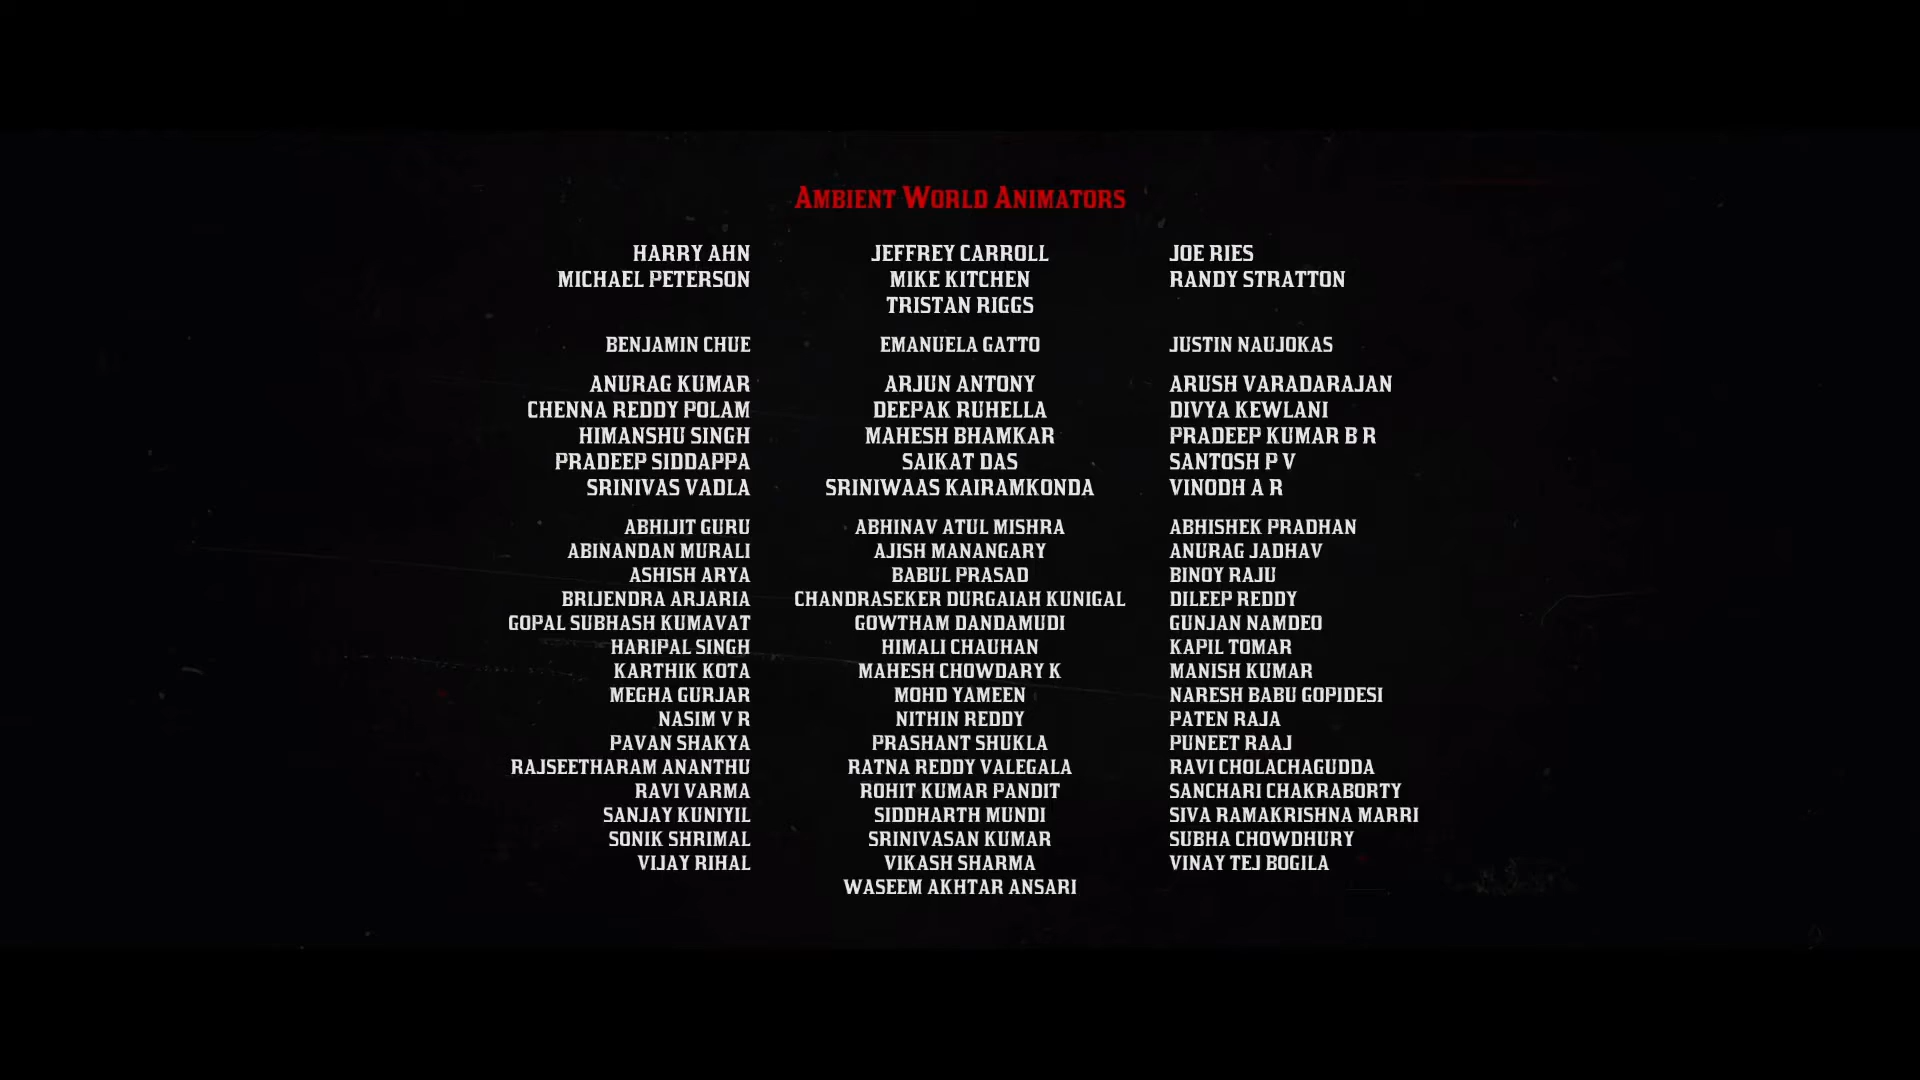 AMBIENT WORLD ANIMATORS
HARRY AHN JEFFREY CARROLL JOE RIES
MICHAEL PETERSON MIKE KITCHEN RANDY STRATTON
TRISTAN RIGGS
BENJAMIN CHUE EMANUELA GATTO JUSTIN NAUJOKAS
ANURAG KUMAR ARJUN ANTONY ARUSH VARADARAJAN
CHENNA REDDY POLAM DEEPAK RUHELLA DIVYA KEWLANI
HIMANSHU SINGH MAHESH BHAMKAR PRADEEP KUMAR B R
PRADEEP SIDDAPPA SAIKAT DAS SANTOSH P V
SRINIVAS VADLA SRINIWAAS KAIRAMKONDA VINODH A R
ABHIJIT GURU ABHINAV ATUL MISHRA ABHISHEK PRADHAN
ABINANDAN MURALI AJISH MANANGARY ANURAG JADHAV
ASHISH ARYA BABUL PRASAD BINOY RAJU
BRIJENDRA ARJARIA CHANDRASEKER DURGAIAH KUNIGAL DILEEP REDDY
GOPAL SUBHASH KUMAVAT GOWTHAM DANDAMUDI GUNJAN NAMDEO
HARIPAL SINGH HIMALI CHAUHAN KAPIL TOMAR
KARTHIK KOTA MAHESH CHOWDARY K MANISH KUMAR
MEGHA GURJAR MOHD YAMEEN NARESH BABU GOPIDESI
NASIM V R NITHIN REDDY PATEN RAJA
PAVAN SHAKYA PRASHANT SHUKLA PUNEET RAAJ
RAJSEETHARAM ANANTHU RATNA REDDY VALEGALA RAVI CHOLACHAGUDDA
RAVI VARMA ROHIT KUMAR PANDIT SANCHARI CHAKRABORTY
SANJAY KUNIYIL SIDDHARTH MUNDI SIVA RAMAKRISHNA MARRI
SONIK SHRIMAL SRINIVASAN KUMAR SUBHA CHOWDHURY
VIJAY RIHAL VIKASH SHARMA VINAY TEJ BOGILA
WASEEM AKHTAR ANSARI